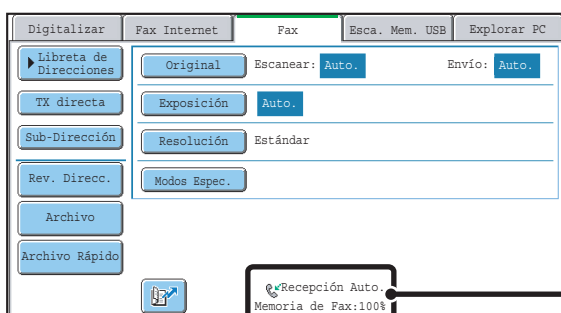 Digitalizar Fax Internet Fax Esca. Mem. USB Explorar PC
Libreta de
Direcciones
Original Escanear: Auto. Envío: Auto.
TX directa
Exposición Auto.
Sub-Dirección
Resolución Estándar
Rev. Direcc.
Modos Espec.
Archivo
Archivo Rápido
Recepción Auto.
Memoria de Fax:100%